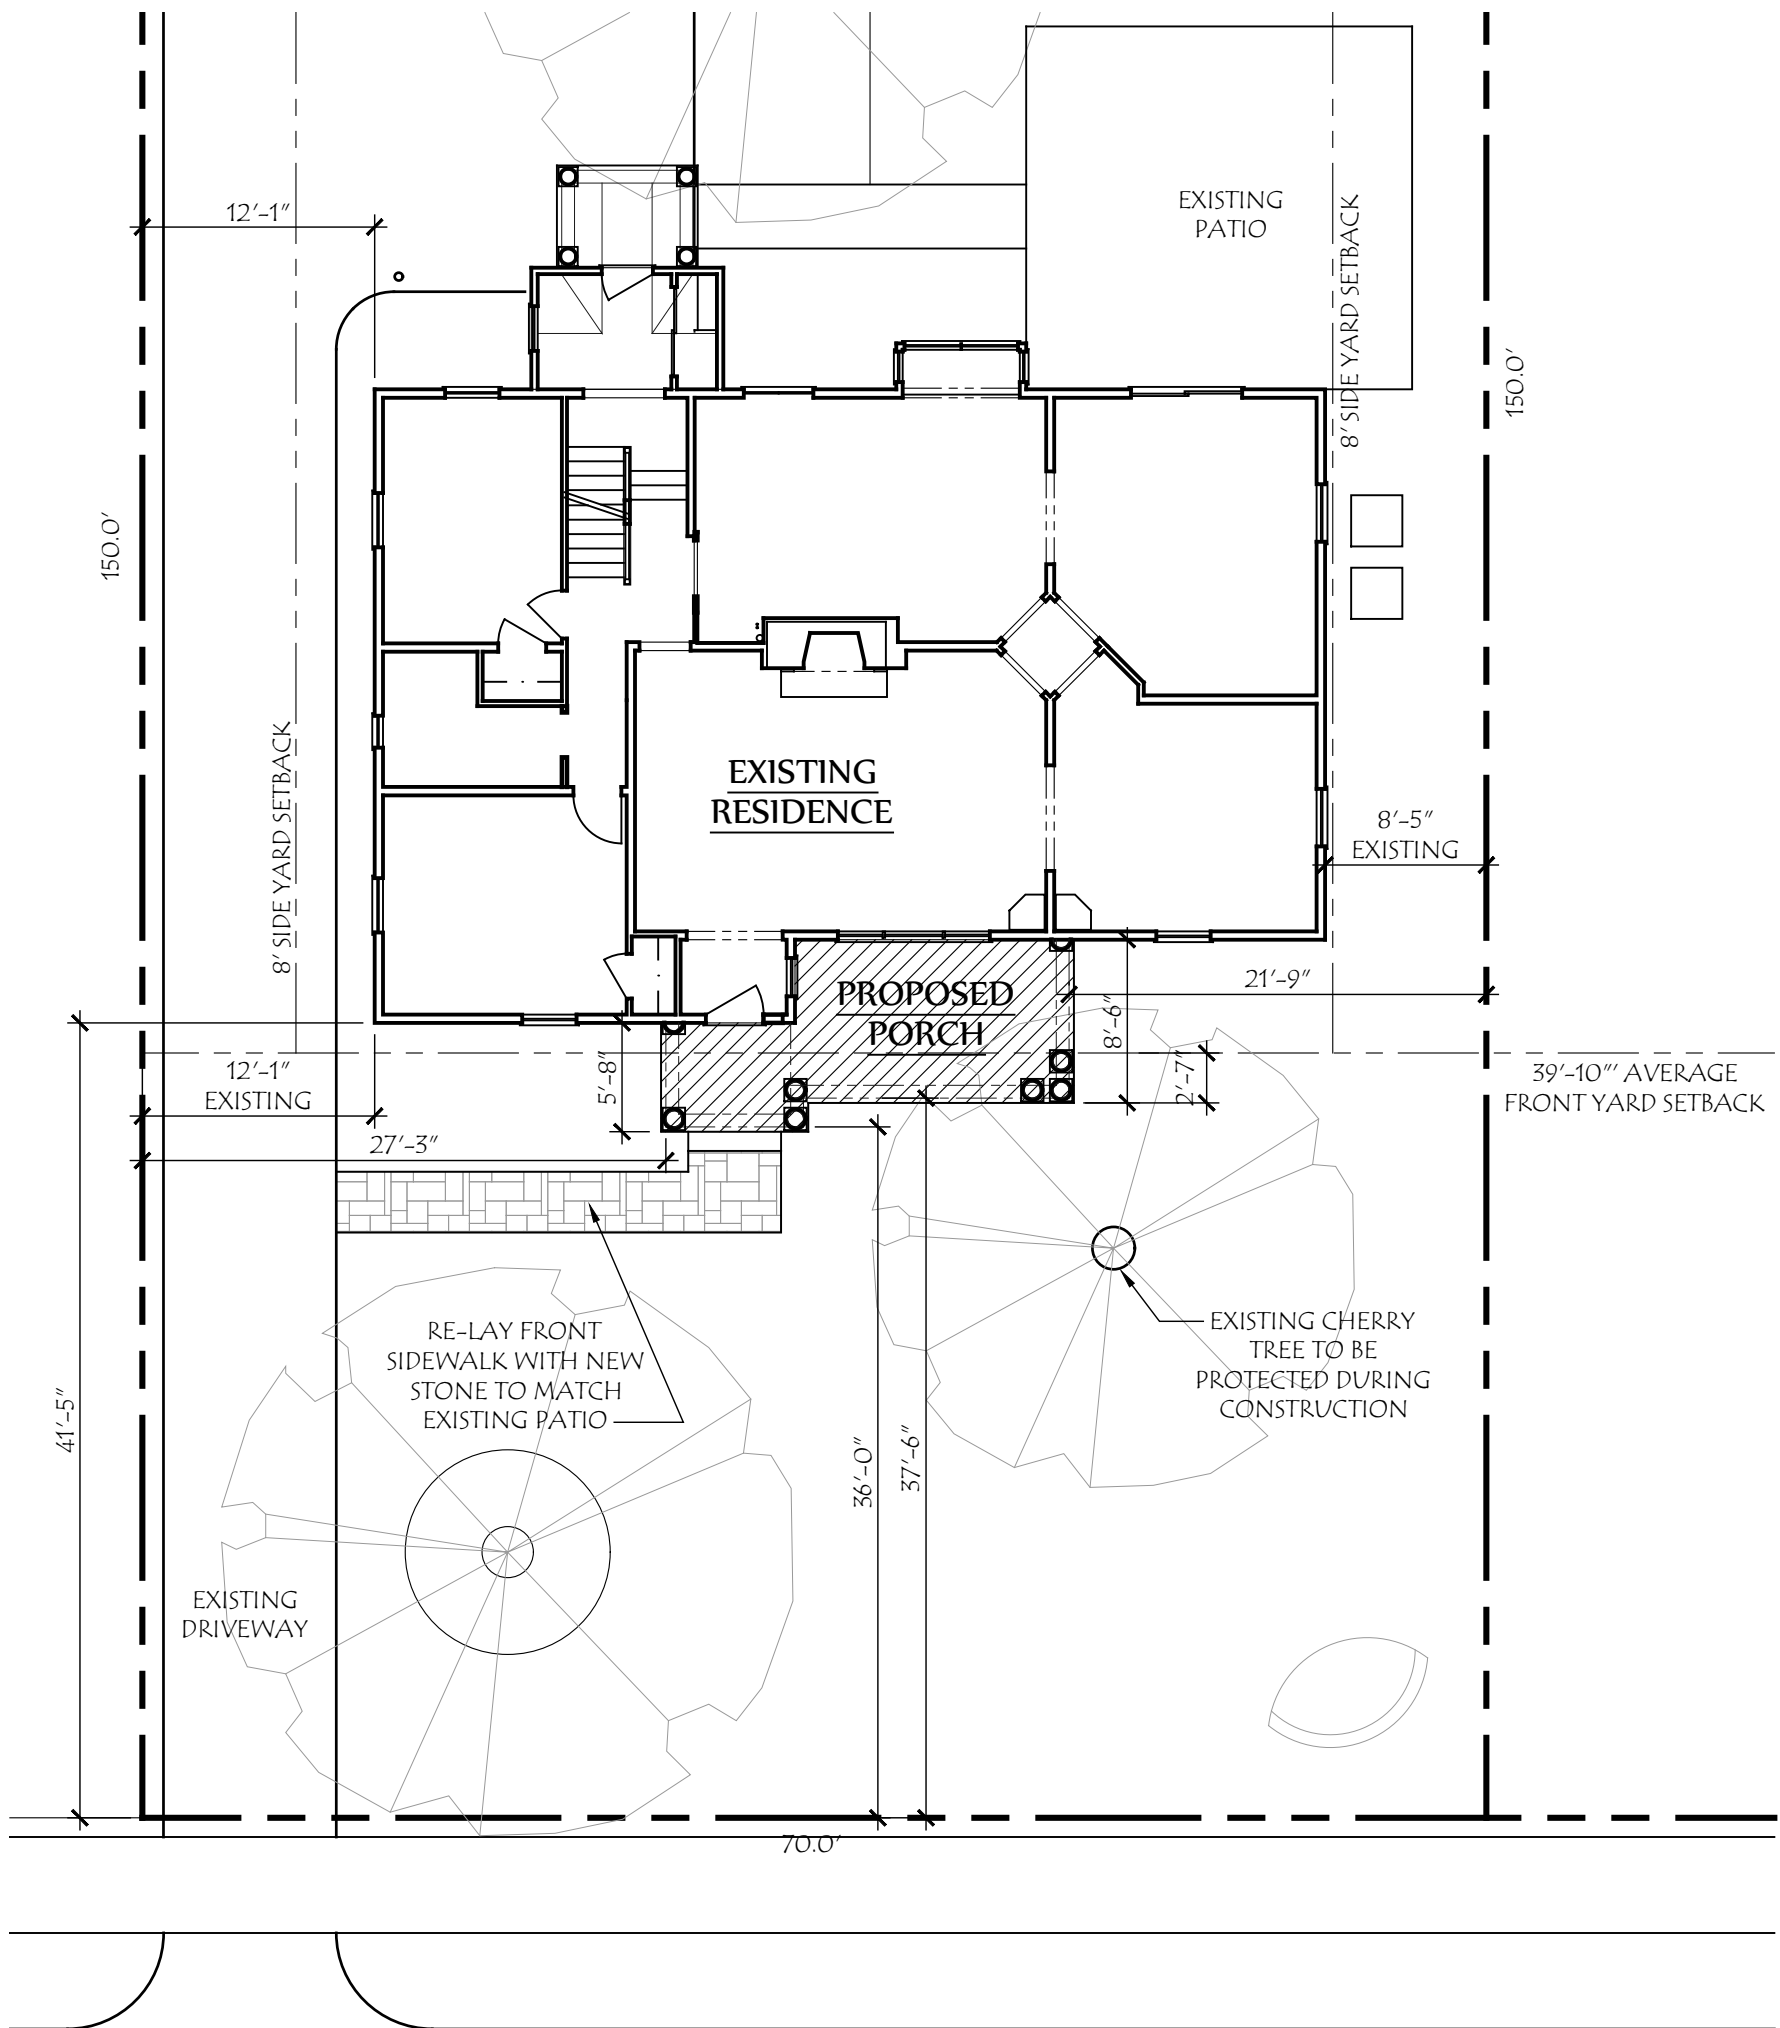 12'-1"
EXISTING
PATIO
8' SIDE YARD SETBACK
150.0'
150.0'
8' SIDE YARD SETBACK
EXISTING
RESIDENCE
8'-5"
EXISTING
21'-9"
PROPOSED
PORCH
8'-6"
2'-7"
5'-8"
12'-1"
EXISTING
39'-10"' AVERAGE
FRONT YARD SETBACK
27'-3"
RE-LAY FRONT
SIDEWALK WITH NEW
STONE TO MATCH
EXISTING PATIO
EXISTING CHERRY
TREE TO BE
PROTECTED DURING
CONSTRUCTION
41'-5"
36'-0"
37'-6"
EXISTING
DRIVEWAY
70.0'